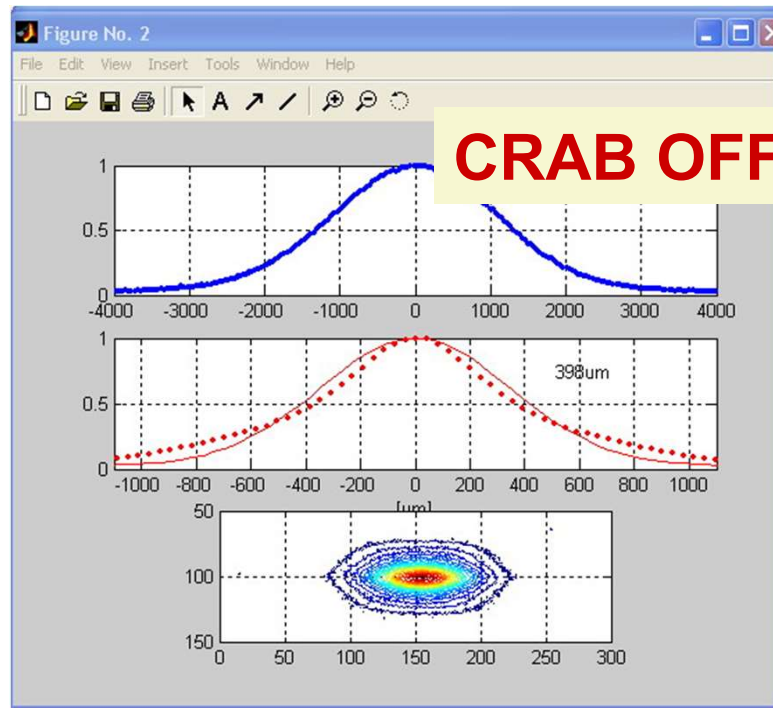 Figure No. 2
File Edit View Insert Tools Window Help
CRAB OFF
1
0.5
0
-4000 -3000 -2000 -1000 0 1000 2000 3000 4000
1
398um
0.5
0
-1000 -800 -600 -400 -200 0 200 400 600 800 1000
[um]
50
100
150
0 50 100 150 200 250 300